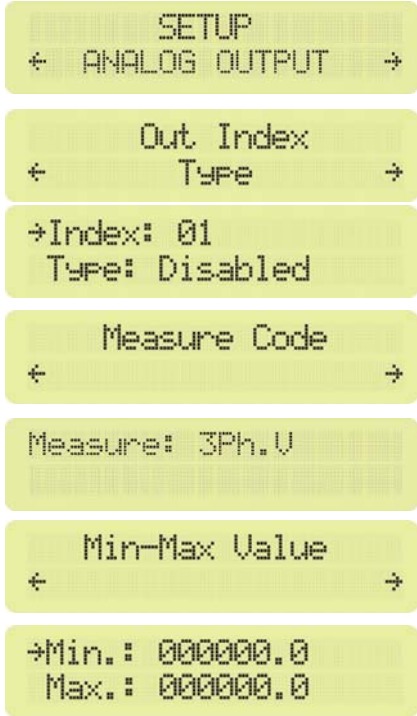 SETUP
← ANALOG OUTPUT →
Out Index
← Type →
→Index: 01
Type: Disabled
Measure Code
← →
Measure: 3Ph.V
Min-Max Value
← →
→Min.: 000000.0
Max.: 000000.0